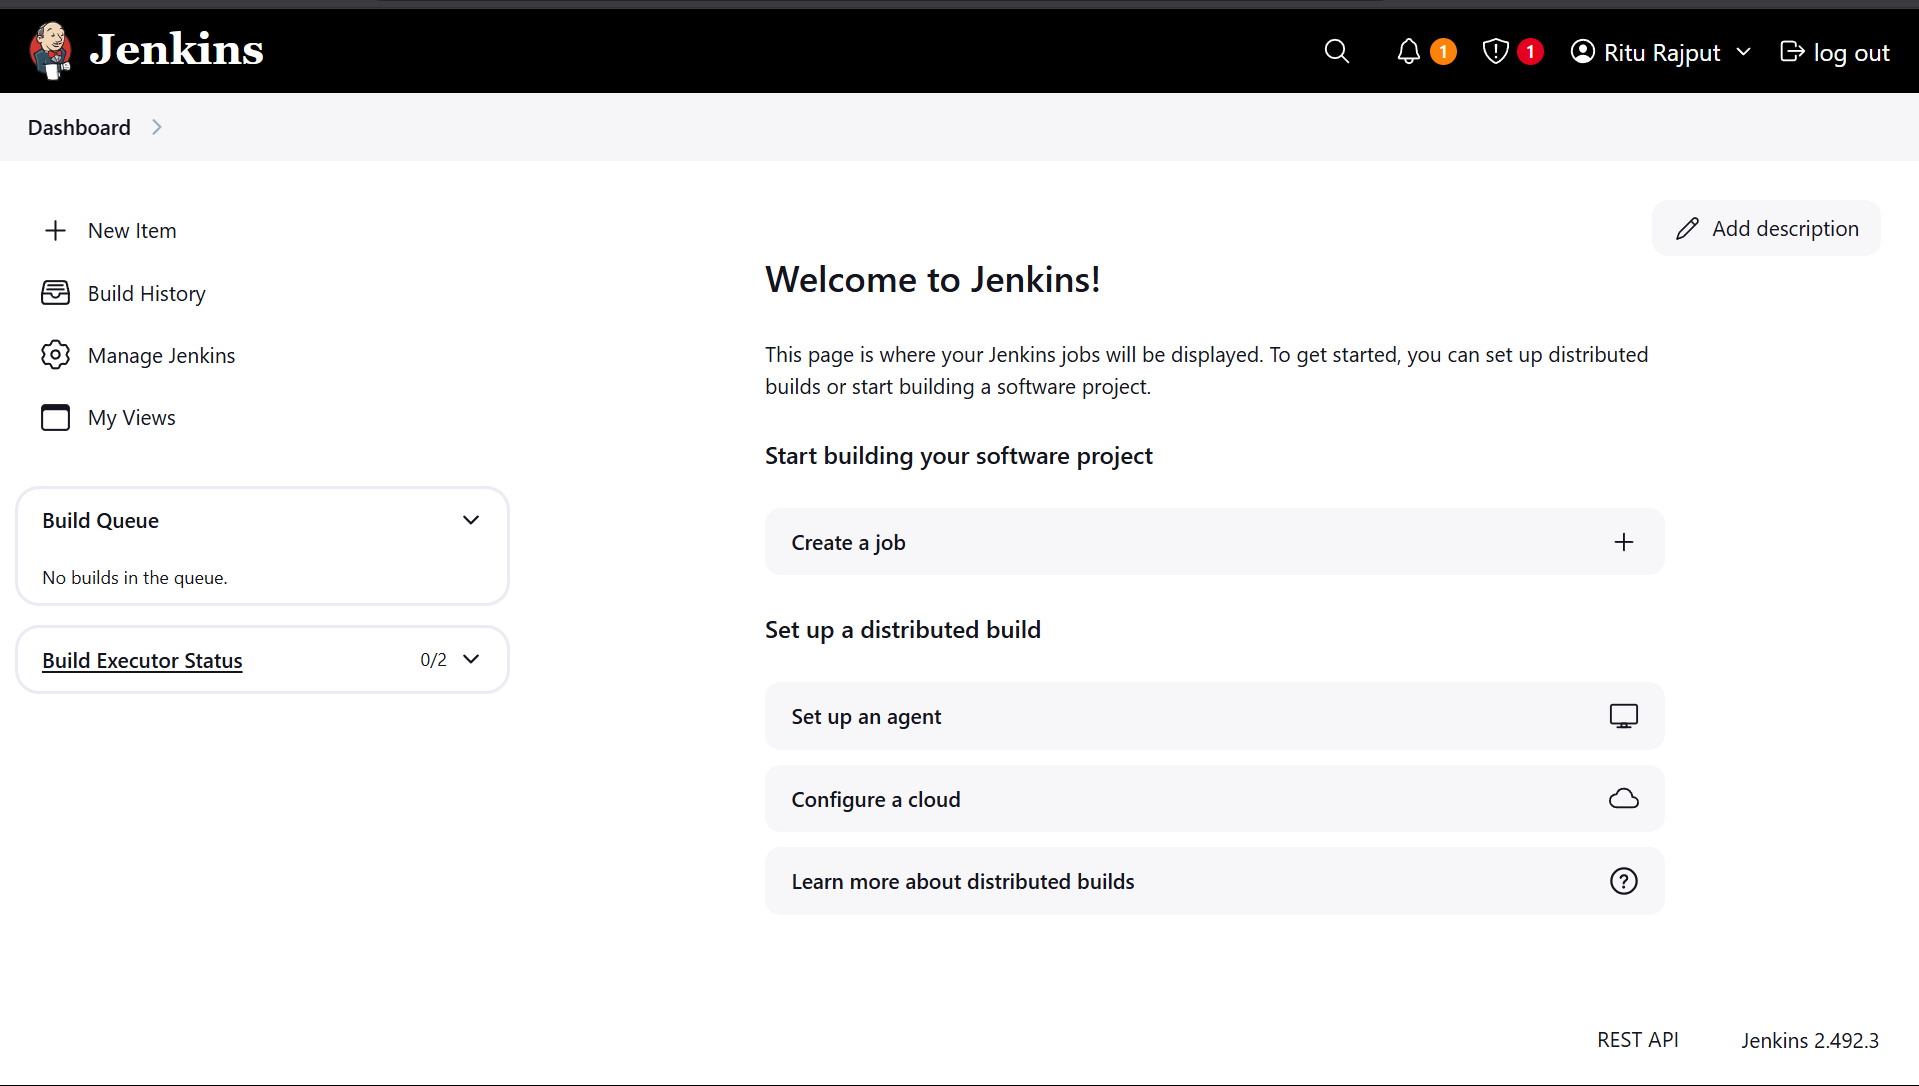 Jenkins
1
1
Ritu Rajput
log out
Dashboard
New Item
Build History
Manage Jenkins
My Views
Build Queue
No builds in the queue.
Build Executor Status
0/2
Add description
Welcome to Jenkins!
This page is where your Jenkins jobs will be displayed. To get started, you can set up distributed
builds or start building a software project.
Start building your software project
Create a job
Set up a distributed build
Set up an agent
Configure a cloud
Learn more about distributed builds
REST API
Jenkins 2.492.3